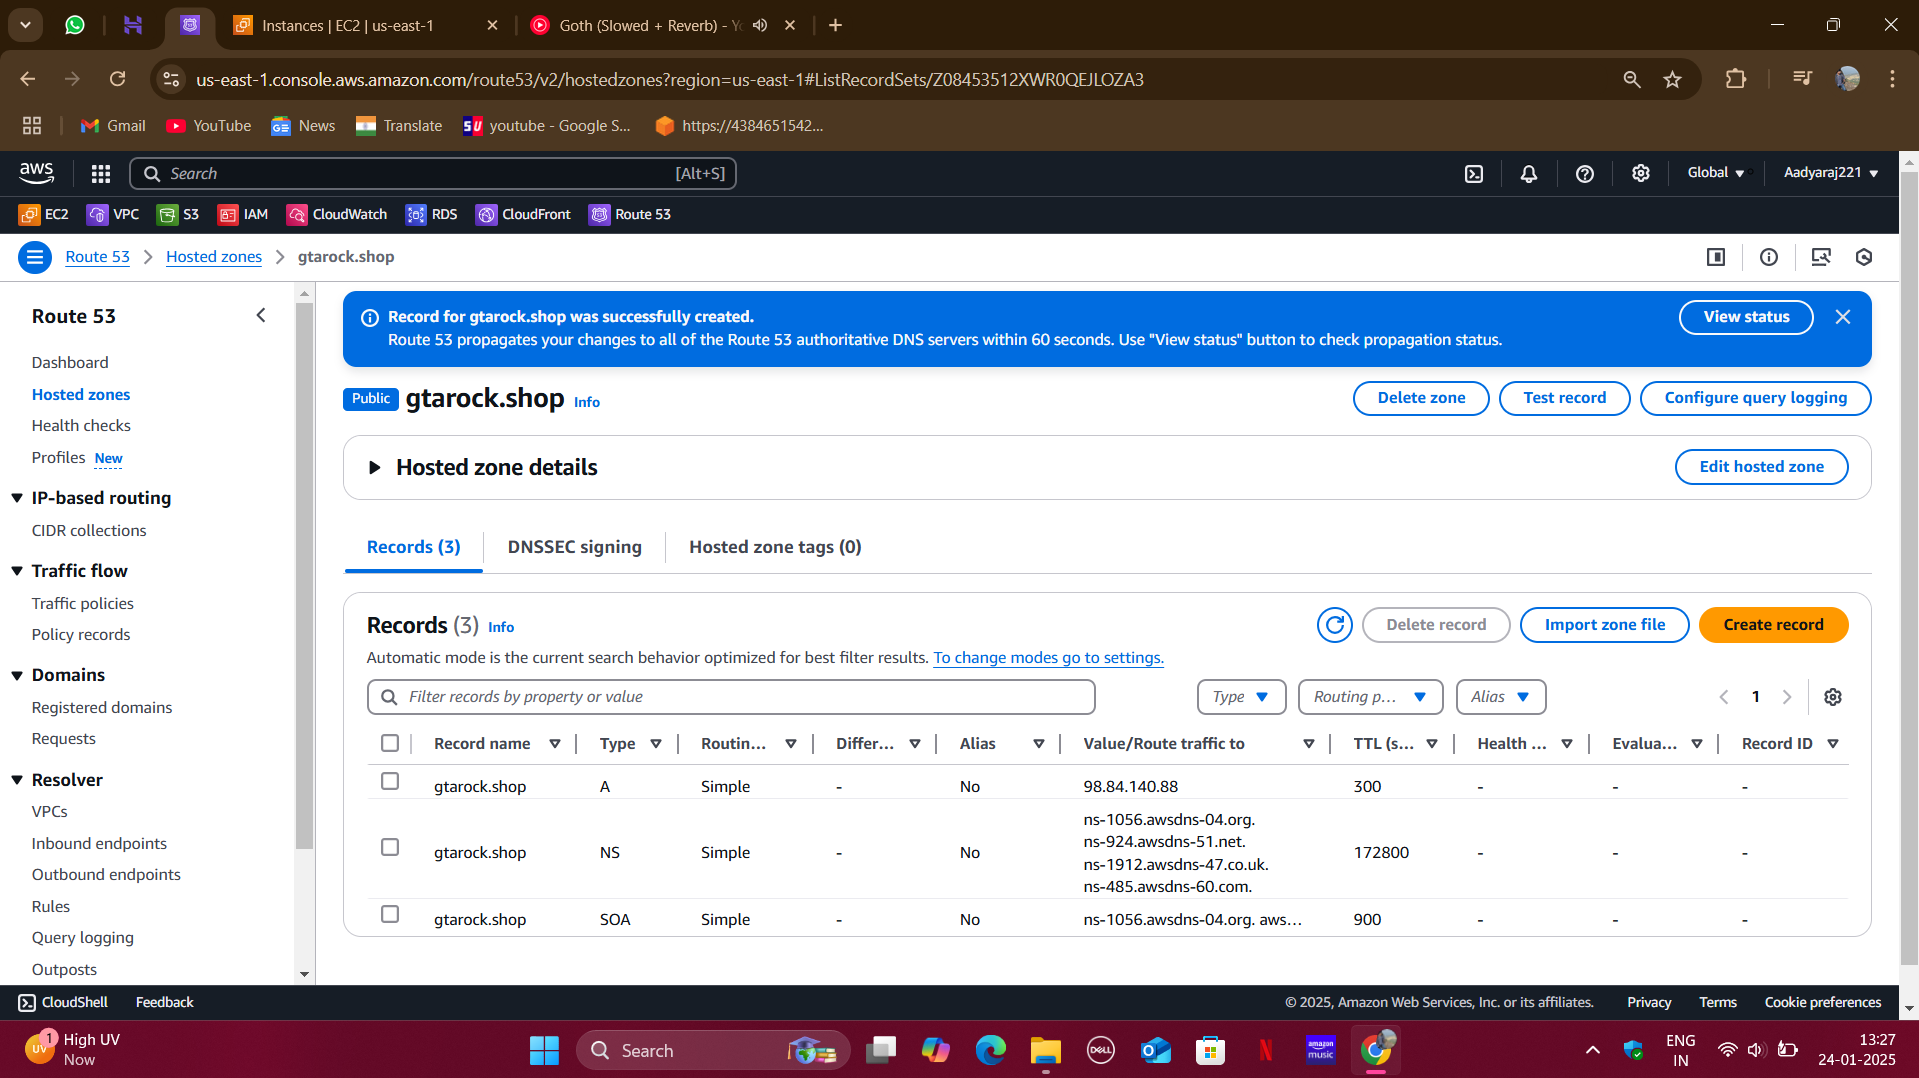 Instances | EC2 | us-east-1
Goth (Slowed + Reverb) - Yo
us-east-1.console.aws.amazon.com/route53/v2/hostedzones?region=us-east-1#ListRecordSets/Z08453512XWR0QEJLOZA3
Gmail
YouTube
News
Translate
SU
youtube - Google S...
https://4384651542...
aws
Search
[Alt+S]
Global
Aadyaraj221
EC2
VPC
S3
IAM
CloudWatch
RDS
CloudFront
Route 53
Route 53
Hosted zones
gtarock.shop
Route 53
Dashboard
Hosted zones
Health checks
Profiles New
IP-based routing
CIDR collections
Traffic flow
Traffic policies
Policy records
Domains
Registered domains
Requests
Resolver
VPCs
Inbound endpoints
Outbound endpoints
Rules
Query logging
Outposts
Record for gtarock.shop was successfully created.
Route 53 propagates your changes to all of the Route 53 authoritative DNS servers within 60 seconds. Use "View status" button to check propagation status.
View status
Public gtarock.shop Info
Delete zone
Test record
Configure query logging
Hosted zone details
Edit hosted zone
Records (3)
DNSSEC signing
Hosted zone tags (0)
Records (3) Info
Delete record
Import zone file
Create record
Automatic mode is the current search behavior optimized for best filter results. To change modes go to settings.
Filter records by property or value
Type
Routing p...
Alias
1
Record name Type Routin... Differ... Alias Value/Route traffic to TTL (s... Health ... Evalua... Record ID
gtarock.shop A Simple - No 98.84.140.88 300 - - -
gtarock.shop NS Simple - No ns-1056.awsdns-04.org.
ns-924.awsdns-51.net.
ns-1912.awsdns-47.co.uk.
ns-485.awsdns-60.com.
172800 - - -
gtarock.shop SOA Simple - No ns-1056.awsdns-04.org. aws... 900 - - -
CloudShell
Feedback
© 2025, Amazon Web Services, Inc. or its affiliates.
Privacy
Terms
Cookie preferences
UV
1
High UV
Now
Search
DELL
amazon
music
ENG
IN
13:27
24-01-2025